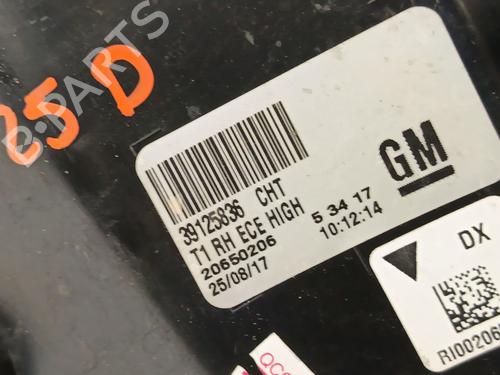 25 D
B-PARTS
39125836 CHT
T1 RH ECE HIGH
20650206
25/08/17
5 34 17
10:12:14
GM
DX